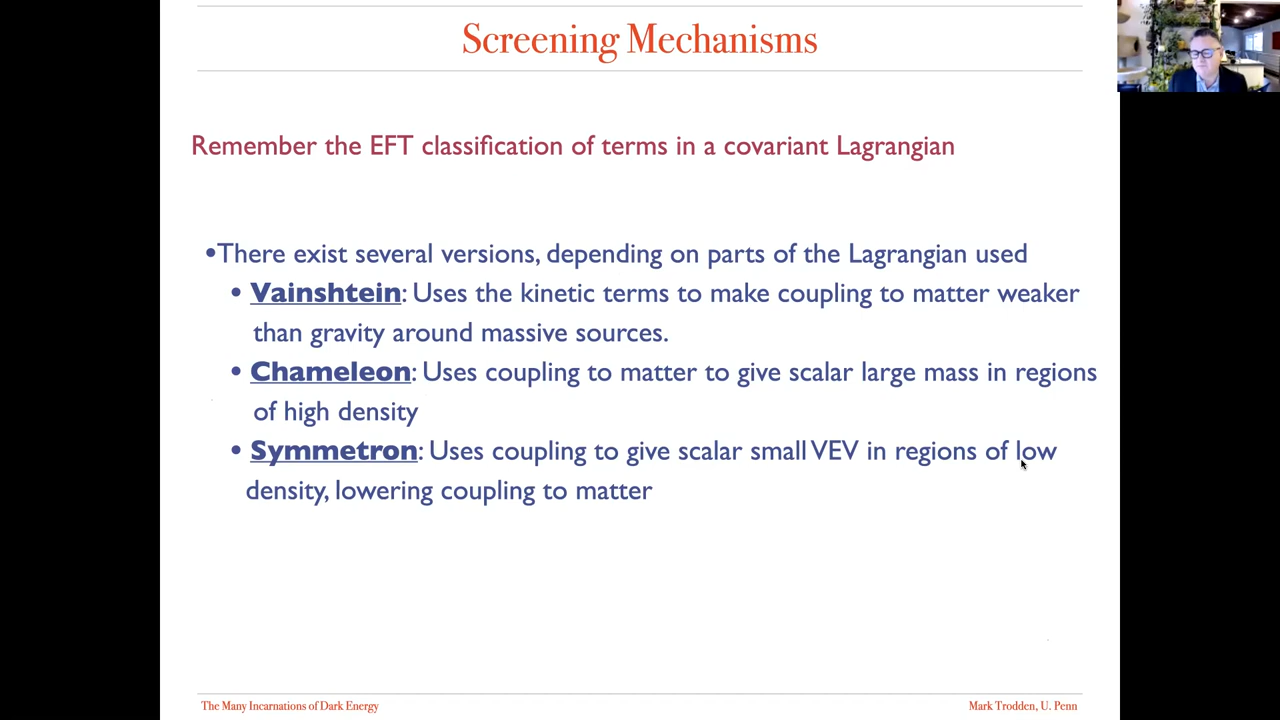 Screening Mechanisms
Remember the EFT classification of terms in a covariant Lagrangian
•There exist several versions, depending on parts of the Lagrangian used
• Vainshtein: Uses the kinetic terms to make coupling to matter weaker
than gravity around massive sources.
• Chameleon: Uses coupling to matter to give scalar large mass in regions
of high density
• Symmetron: Uses coupling to give scalar small VEV in regions of low
density, lowering coupling to matter
The Many Incarnations of Dark Energy
Mark Trodden, U. Penn